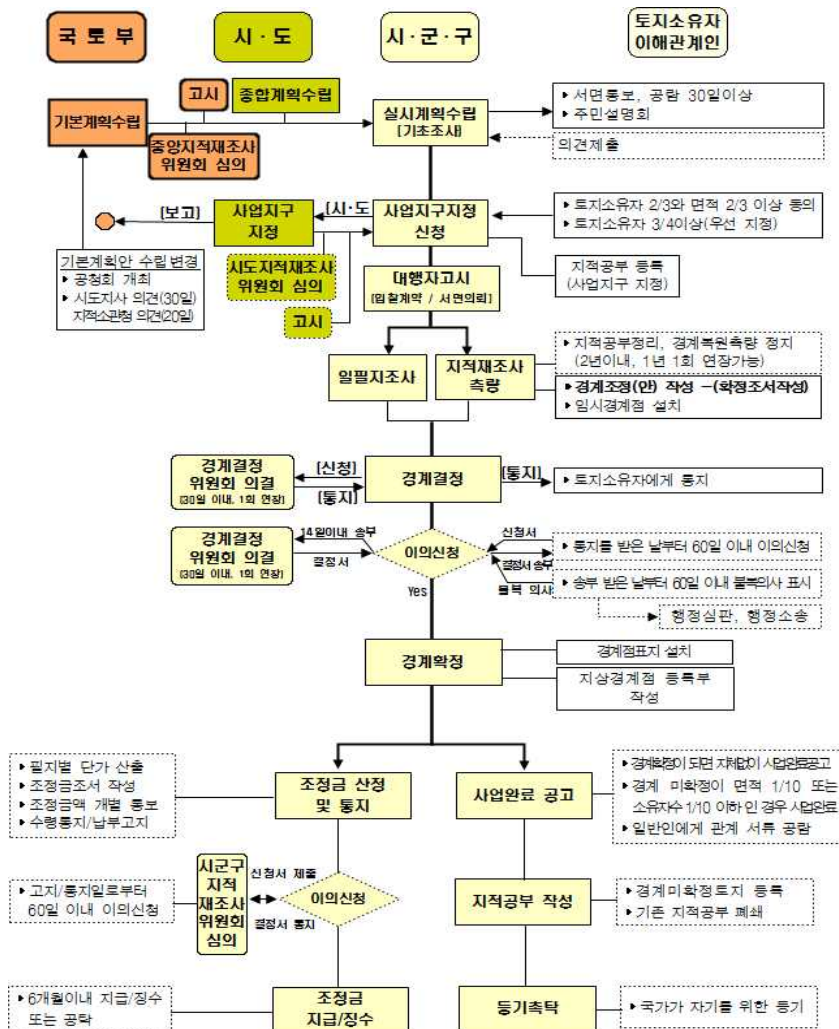 국토부
시·도
시·군·구
토지소유자
이해관계인
고시
종합계획수립
기본계획수립
중앙지적재조사
위원회 심의
실시계획수립
[기초조사]
▸ 서면통보, 공람 30일이상
▸ 주민설명회
의견제출
[보고]
사업지구
지정
[시·도]
사업지구지정
신청
▸ 토지소유자 2/3와 면적 2/3 이상 동의
▸ 토지소유자 3/4이상(우선 지정)
기본계획안 수립 변경
▸ 공청회 개최
▸ 시도지사 의견(30일)
지적소관청 의견(20일)
시도지적재조사
위원회 심의
고시
대행자고시
[입찰계약 / 서면의뢰]
지적공부 등록
(사업지구 지정)
일필지조사
지적재조사
측량
▸ 지적공부정리, 경계복원측량 정지
(2년이내, 1년 1회 연장가능)
▸ 경계조정(안) 작성 -(확정조서작성)
▸ 임시경계점 설치
경계결정
위원회 의결
[30일 이내, 1회 연장]
[신청]
[통지]
경계결정
[통지]
▸ 토지소유자에게 통지
경계결정
위원회 의결
[30일 이내, 1회 연장]
14일이내 송부
결정서
이의신청
신청서
결정서 송부
불복 의사
▸ 통지를 받은 날부터 60일 이내 이의신청
▸ 송부 받은 날부터 60일 이내 불복의사 표시
행정심판, 행정소송
Yes
경계확정
경계점표지 설치
지상경계점 등록부
작성
▸ 필지별 단가 산출
▸ 조정금조서 작성
▸ 조정금액 개별 통보
▸ 수령통지/납부고지
조정금 산정
및 통지
사업완료 공고
▸ 경계확정이 되면 지체없이 사업완료공고
▸ 경계 미확정이 면적 1/10 또는
소유자수 1/10 이하인 경우 사업완료
▸ 일반인에게 관계 서류 공람
▸ 고지/통지일로부터
60일 이내 이의신청
시군구
지적
재조사
위원회
심의
신청서 제출
결정서 통지
이의신청
지적공부 작성
▸ 경계미확정토지 등록
▸ 기존 지적공부 폐쇄
▸ 6개월이내 지급/징수
또는 공탁
조정금
지급/징수
등기촉탁
▸ 국가가 자기를 위한 등기